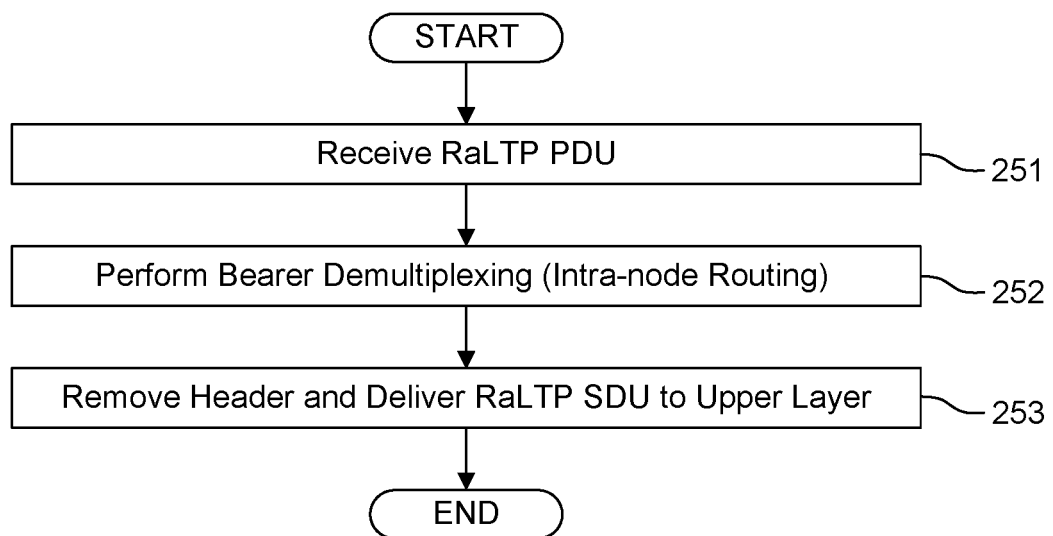 START
Receive RaLTP PDU
251
Perform Bearer Demultiplexing (Intra-node Routing)
252
Remove Header and Deliver RaLTP SDU to Upper Layer
253
END